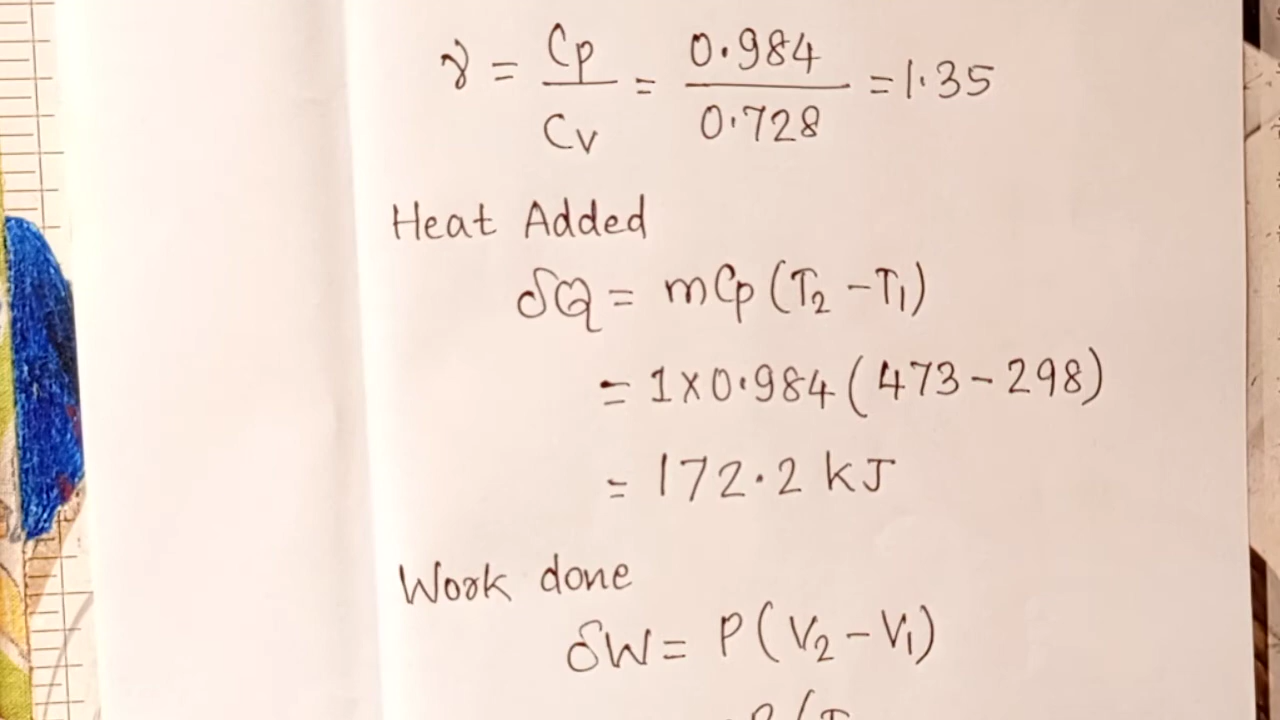 γ = Cp/Cv = 0.984/0.728 = 1.35
Heat Added
δQ = mCp(T₂ - T₁)
= 1×0.984(473 - 298)
= 172.2 kJ
Work done
δW = P(V₂ - V₁)